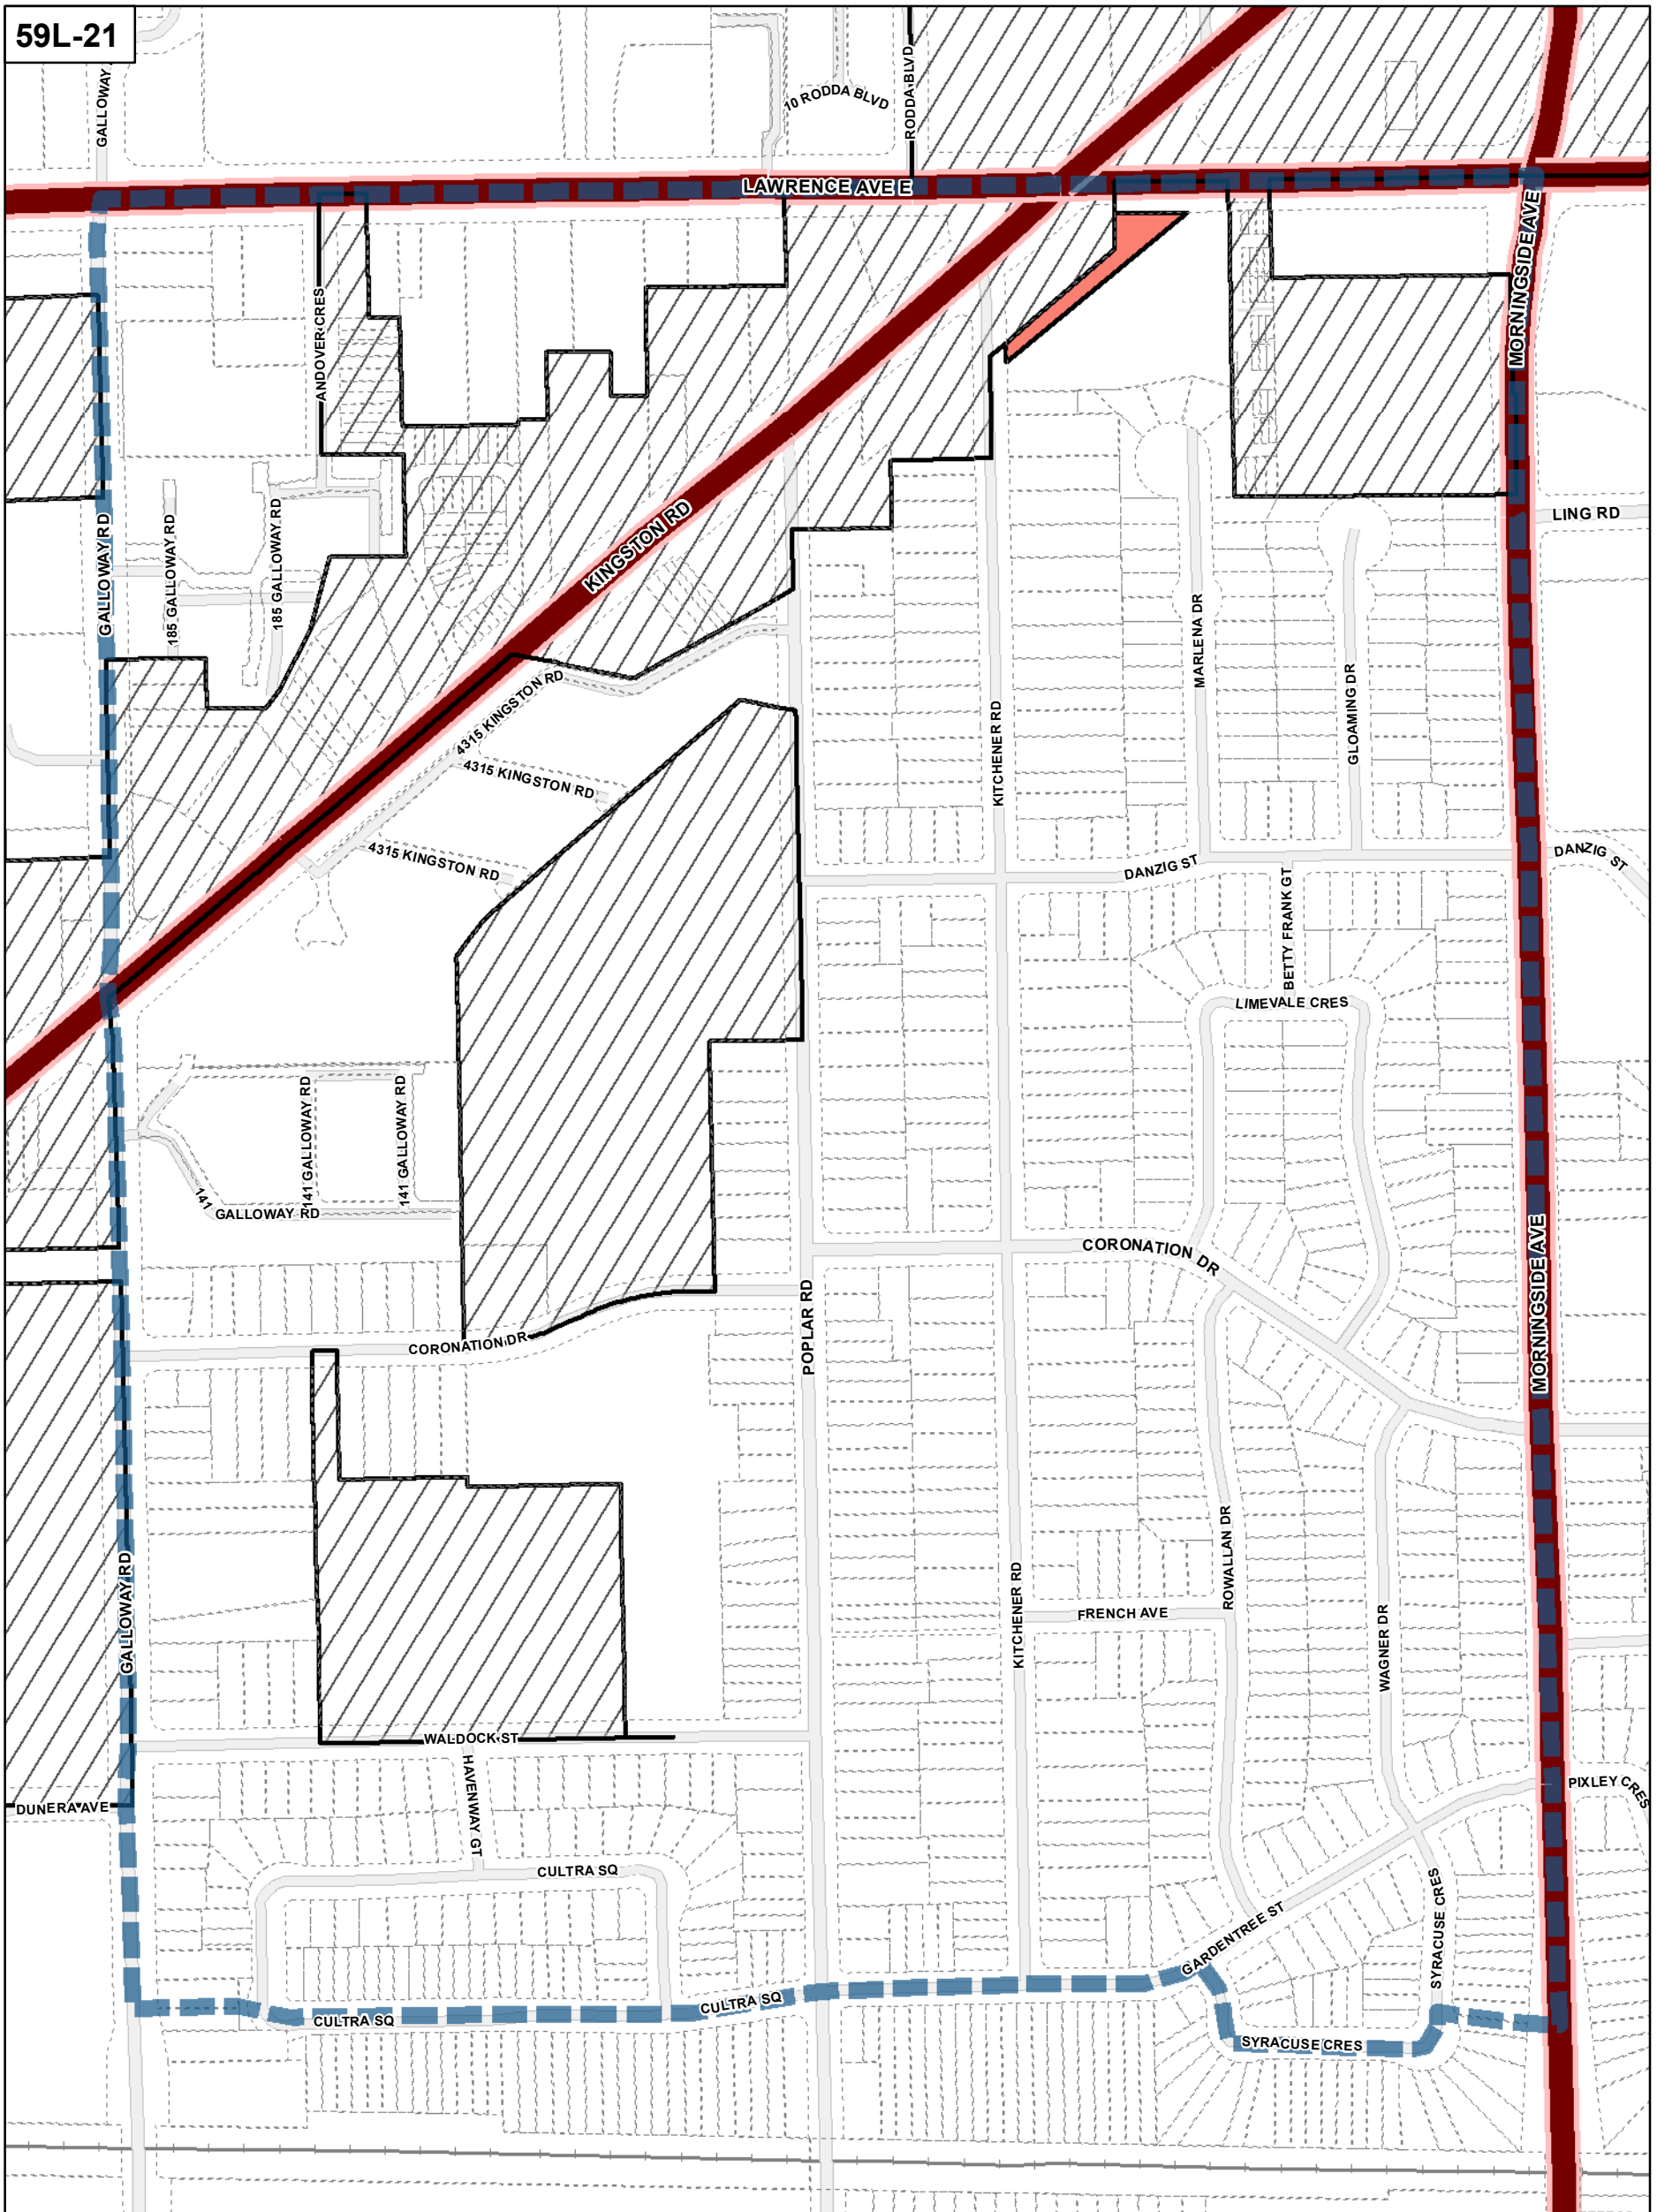 59L-21
GALLOWAY
10 RODDA BLVD
RODDA BLVD
LAWRENCE AVE E
MORNINGSIDE AVE
ANDOVER CRES
KINGSTON RD
LING RD
GALLOWAY RD
185 GALLOWAY RD
185 GALLOWAY RD
MARLENA DR
GLOAMING DR
4315 KINGSTON RD
4315 KINGSTON RD
4315 KINGSTON RD
KITCHENER RD
DANZIG ST
DANZIG ST
BETTY FRANK GT
LIMEVALE CRES
141 GALLOWAY RD
141 GALLOWAY RD
141
GALLOWAY RD
CORONATION DR
MORNINGSIDE AVE
POPLAR RD
CORONATION DR
GALLOWAY RD
KITCHENER RD
ROWALLAN DR
FRENCH AVE
WAGNER DR
WALDOCK ST
HAVENWAY GT
DUNERA AVE
PIXLEY CRES
CULTRA SQ
SYRACUSE CRES
GARDENTREE ST
CULTRA SQ
CULTRA SQ
SYRACUSE CRES